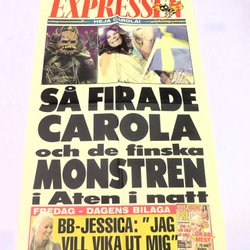 EXPRESS
HEJA CAROLA!
SÅ FIRADE
CAROLA
och de finska
MONSTREN
i Aten i natt
FREDAG - DAGENS BILAGA
BB-JESSICA: "JAG
VILL VIKA UT MIG"